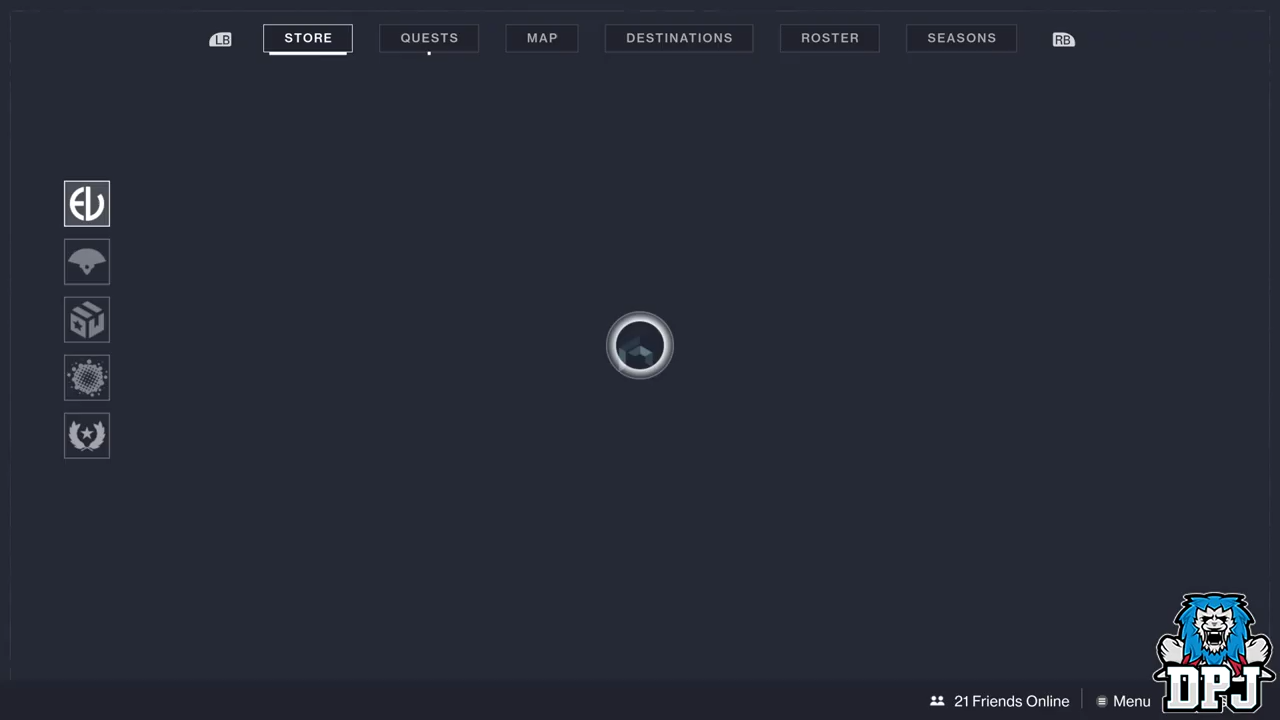 LB STORE QUESTS MAP DESTINATIONS ROSTER SEASONS RB
21 Friends Online Menu
DPJ